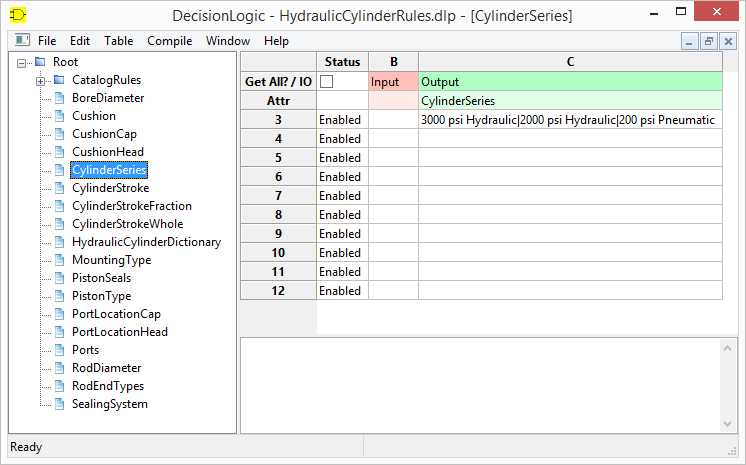 DecisionLogic - HydraulicCylinderRules.dlp - [CylinderSeries]
File Edit Table Compile Window Help
Root
CatalogRules
BoreDiameter
Cushion
CushionCap
CushionHead
CylinderSeries
CylinderStroke
CylinderStrokeFraction
CylinderStrokeWhole
HydraulicCylinderDictionary
MountingType
PistonSeals
PistonType
PortLocationCap
PortLocationHead
Ports
RodDiameter
RodEndTypes
SealingSystem
Status B C
Get All? / IO Input Output
Attr CylinderSeries
3 Enabled 3000 psi Hydraulic|2000 psi Hydraulic|200 psi Pneumatic
4 Enabled
5 Enabled
6 Enabled
7 Enabled
8 Enabled
9 Enabled
10 Enabled
11 Enabled
12 Enabled
Ready